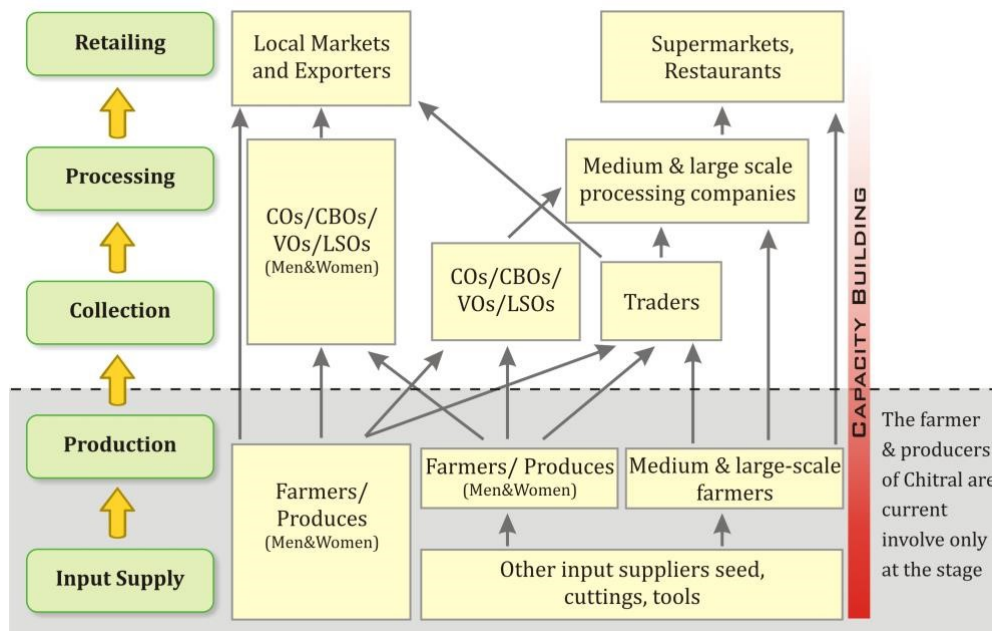 Retailing
Processing
Collection
Production
Input Supply
Local Markets
and Exporters
Supermarkets,
Restaurants
COs/CBOs/
VOs/LSOs
(Men&Women)
Medium & large scale
processing companies
COs/CBOs/
VOs/LSOs
Traders
Farmers/
Produces
(Men&Women)
Farmers/ Produces
(Men&Women)
Medium & large-scale
farmers
Other input suppliers seed,
cuttings, tools
CAPACITY BUILDING
The farmer
& producers
of Chitral are
current
involve only
at the stage